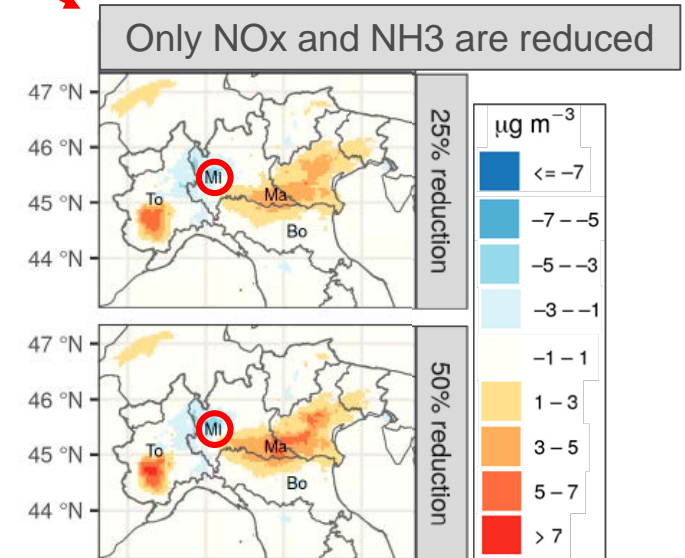 Only NOx and NH3 are reduced
47 °N
46 °N
45 °N
44 °N
Mi
To
Ma
Bo
25% reduction
47 °N
46 °N
45 °N
44 °N
Mi
To
Ma
Bo
50% reduction
μg m⁻³
<= −7
−7 − −5
−5 − −3
−3 − −1
−1 − 1
1 − 3
3 − 5
5 − 7
> 7